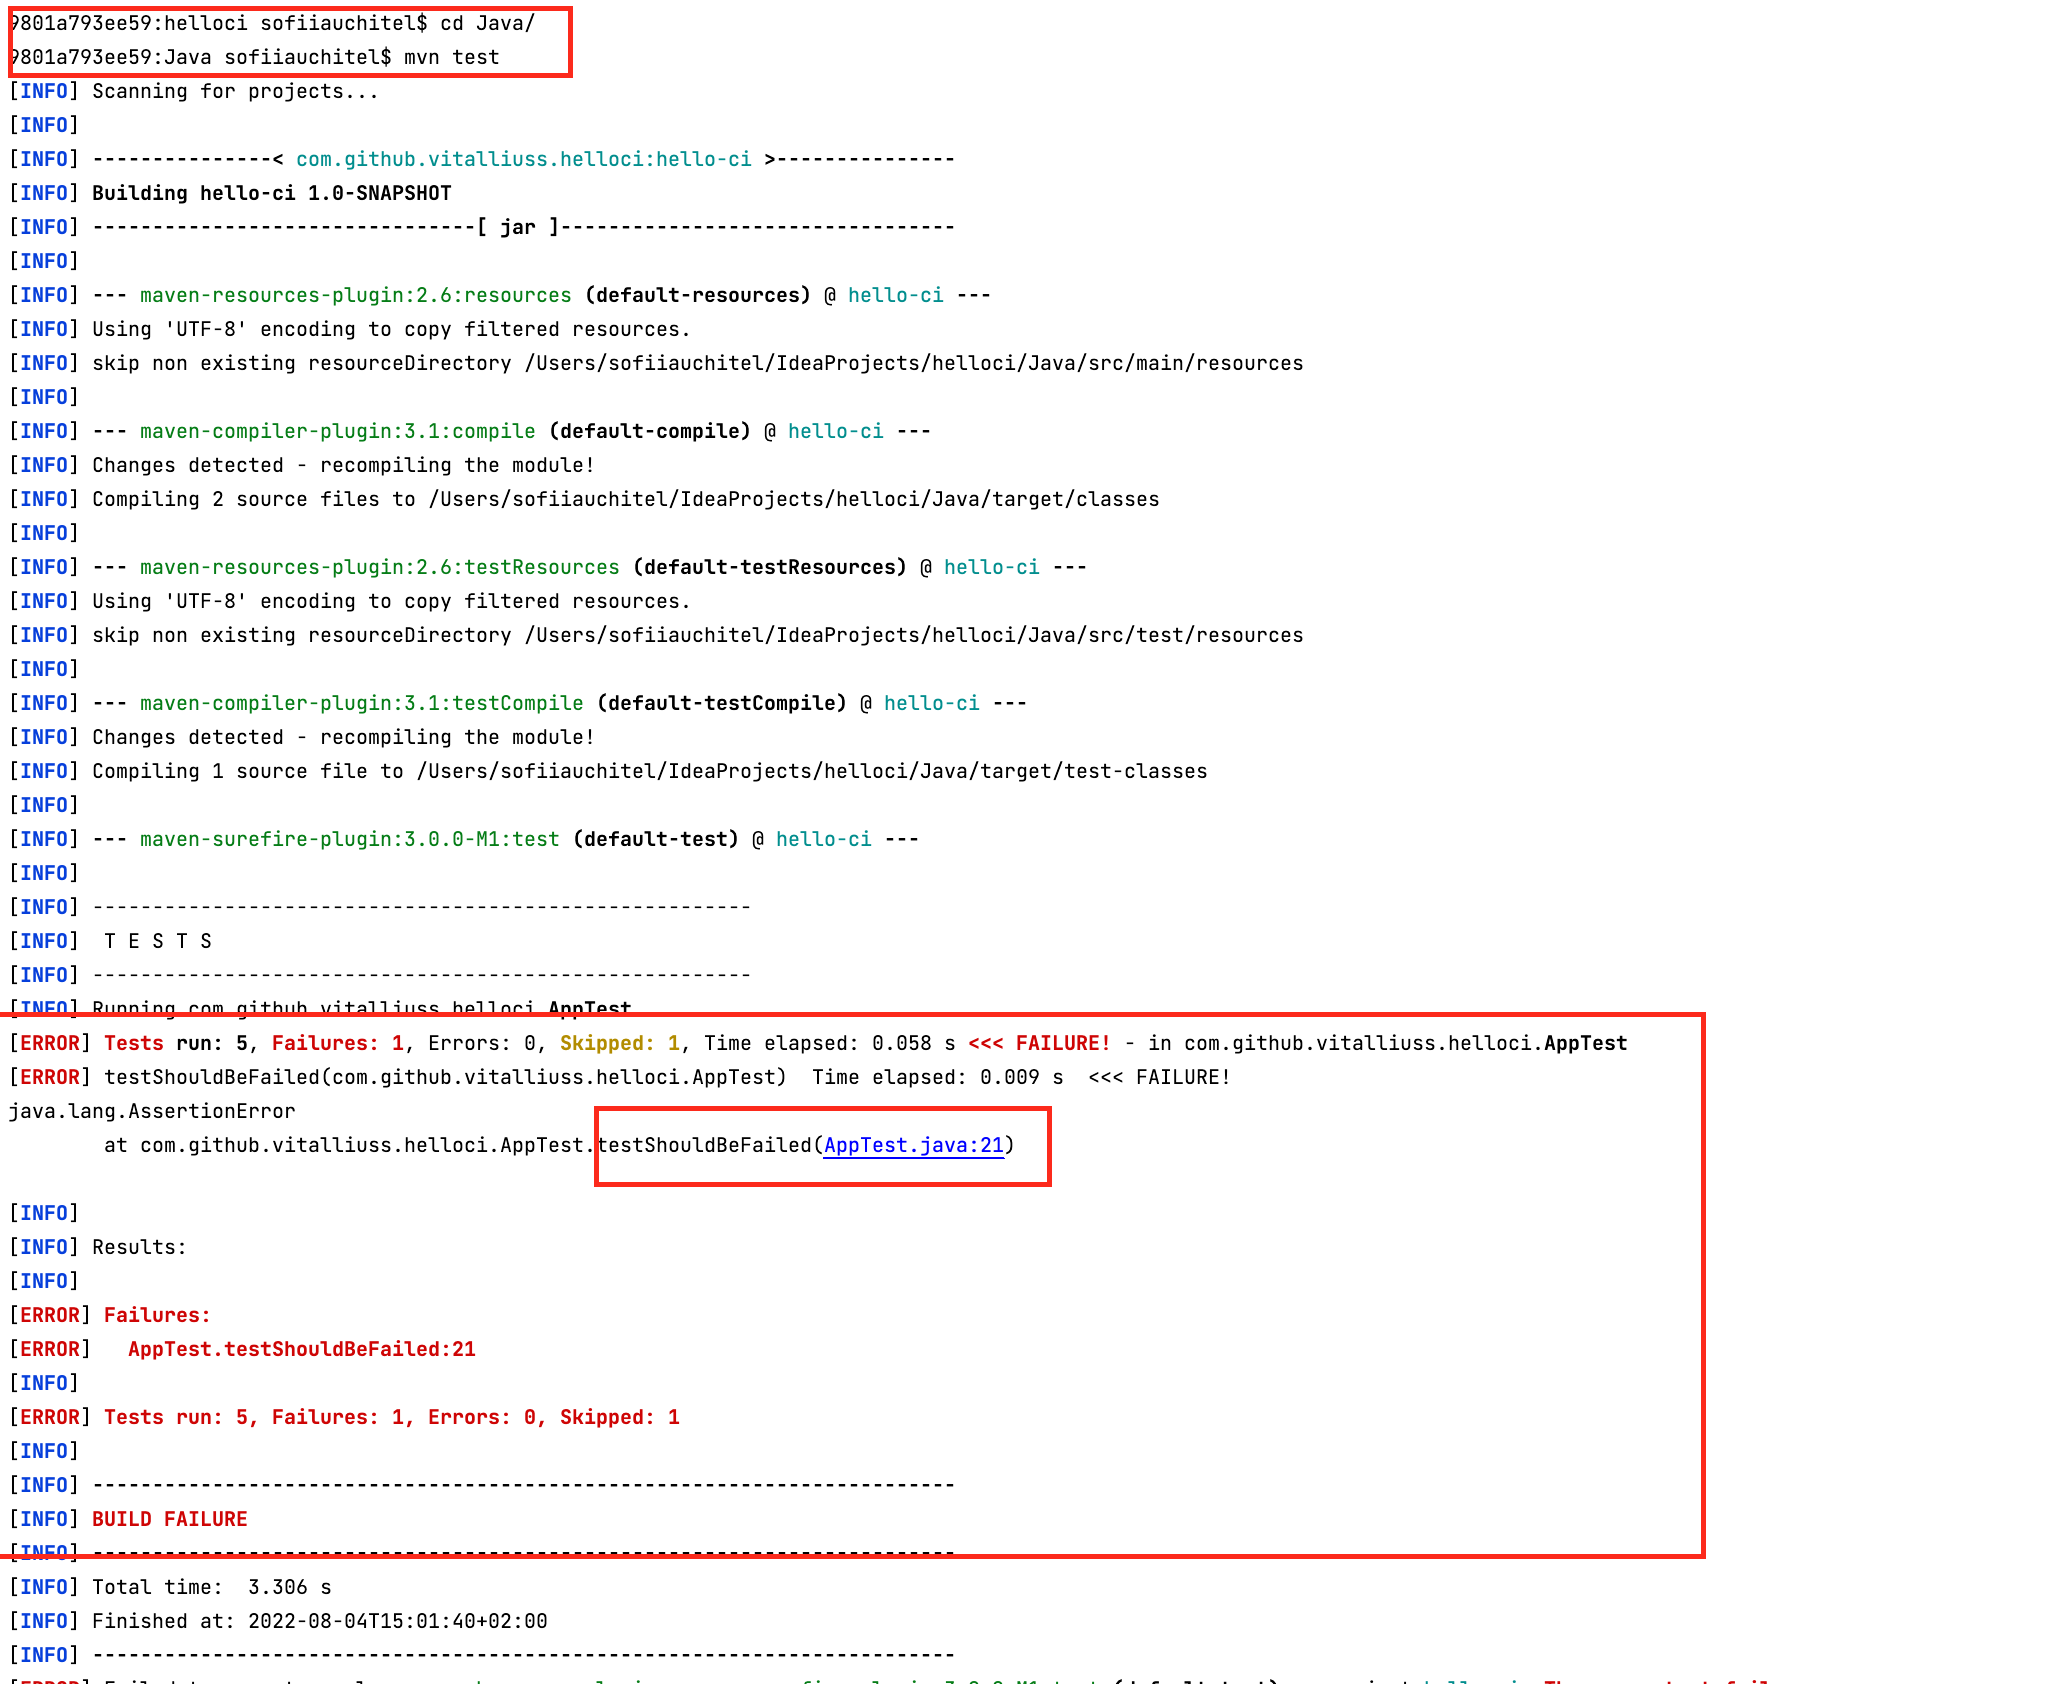 9801a793ee59:helloci sofiiauchitel$ cd Java/
9801a793ee59:Java sofiiauchitel$ mvn test
[INFO] Scanning for projects...
[INFO]
[INFO] ---------------< com.github.vitalliuss.helloci:hello-ci >---------------
[INFO] Building hello-ci 1.0-SNAPSHOT
[INFO] --------------------------------[ jar ]---------------------------------
[INFO]
[INFO] --- maven-resources-plugin:2.6:resources (default-resources) @ hello-ci ---
[INFO] Using 'UTF-8' encoding to copy filtered resources.
[INFO] skip non existing resourceDirectory /Users/sofiiauchitel/IdeaProjects/helloci/Java/src/main/resources
[INFO]
[INFO] --- maven-compiler-plugin:3.1:compile (default-compile) @ hello-ci ---
[INFO] Changes detected - recompiling the module!
[INFO] Compiling 2 source files to /Users/sofiiauchitel/IdeaProjects/helloci/Java/target/classes
[INFO]
[INFO] --- maven-resources-plugin:2.6:testResources (default-testResources) @ hello-ci ---
[INFO] Using 'UTF-8' encoding to copy filtered resources.
[INFO] skip non existing resourceDirectory /Users/sofiiauchitel/IdeaProjects/helloci/Java/src/test/resources
[INFO]
[INFO] --- maven-compiler-plugin:3.1:testCompile (default-testCompile) @ hello-ci ---
[INFO] Changes detected - recompiling the module!
[INFO] Compiling 1 source file to /Users/sofiiauchitel/IdeaProjects/helloci/Java/target/test-classes
[INFO]
[INFO] --- maven-surefire-plugin:3.0.0-M1:test (default-test) @ hello-ci ---
[INFO]
[INFO] -------------------------------------------------------
[INFO]  T E S T S
[INFO] -------------------------------------------------------
[INFO] Running com.github.vitalliuss.helloci.AppTest
[ERROR] Tests run: 5, Failures: 1, Errors: 0, Skipped: 1, Time elapsed: 0.058 s <<< FAILURE! - in com.github.vitalliuss.helloci.AppTest
[ERROR] testShouldBeFailed(com.github.vitalliuss.helloci.AppTest)  Time elapsed: 0.009 s  <<< FAILURE!
java.lang.AssertionError
        at com.github.vitalliuss.helloci.AppTest.testShouldBeFailed(AppTest.java:21)
[INFO]
[INFO] Results:
[INFO]
[ERROR] Failures:
[ERROR]   AppTest.testShouldBeFailed:21
[INFO]
[ERROR] Tests run: 5, Failures: 1, Errors: 0, Skipped: 1
[INFO]
[INFO] ------------------------------------------------------------------------
[INFO] BUILD FAILURE
[INFO] ------------------------------------------------------------------------
[INFO] Total time:  3.306 s
[INFO] Finished at: 2022-08-04T15:01:40+02:00
[INFO] ------------------------------------------------------------------------